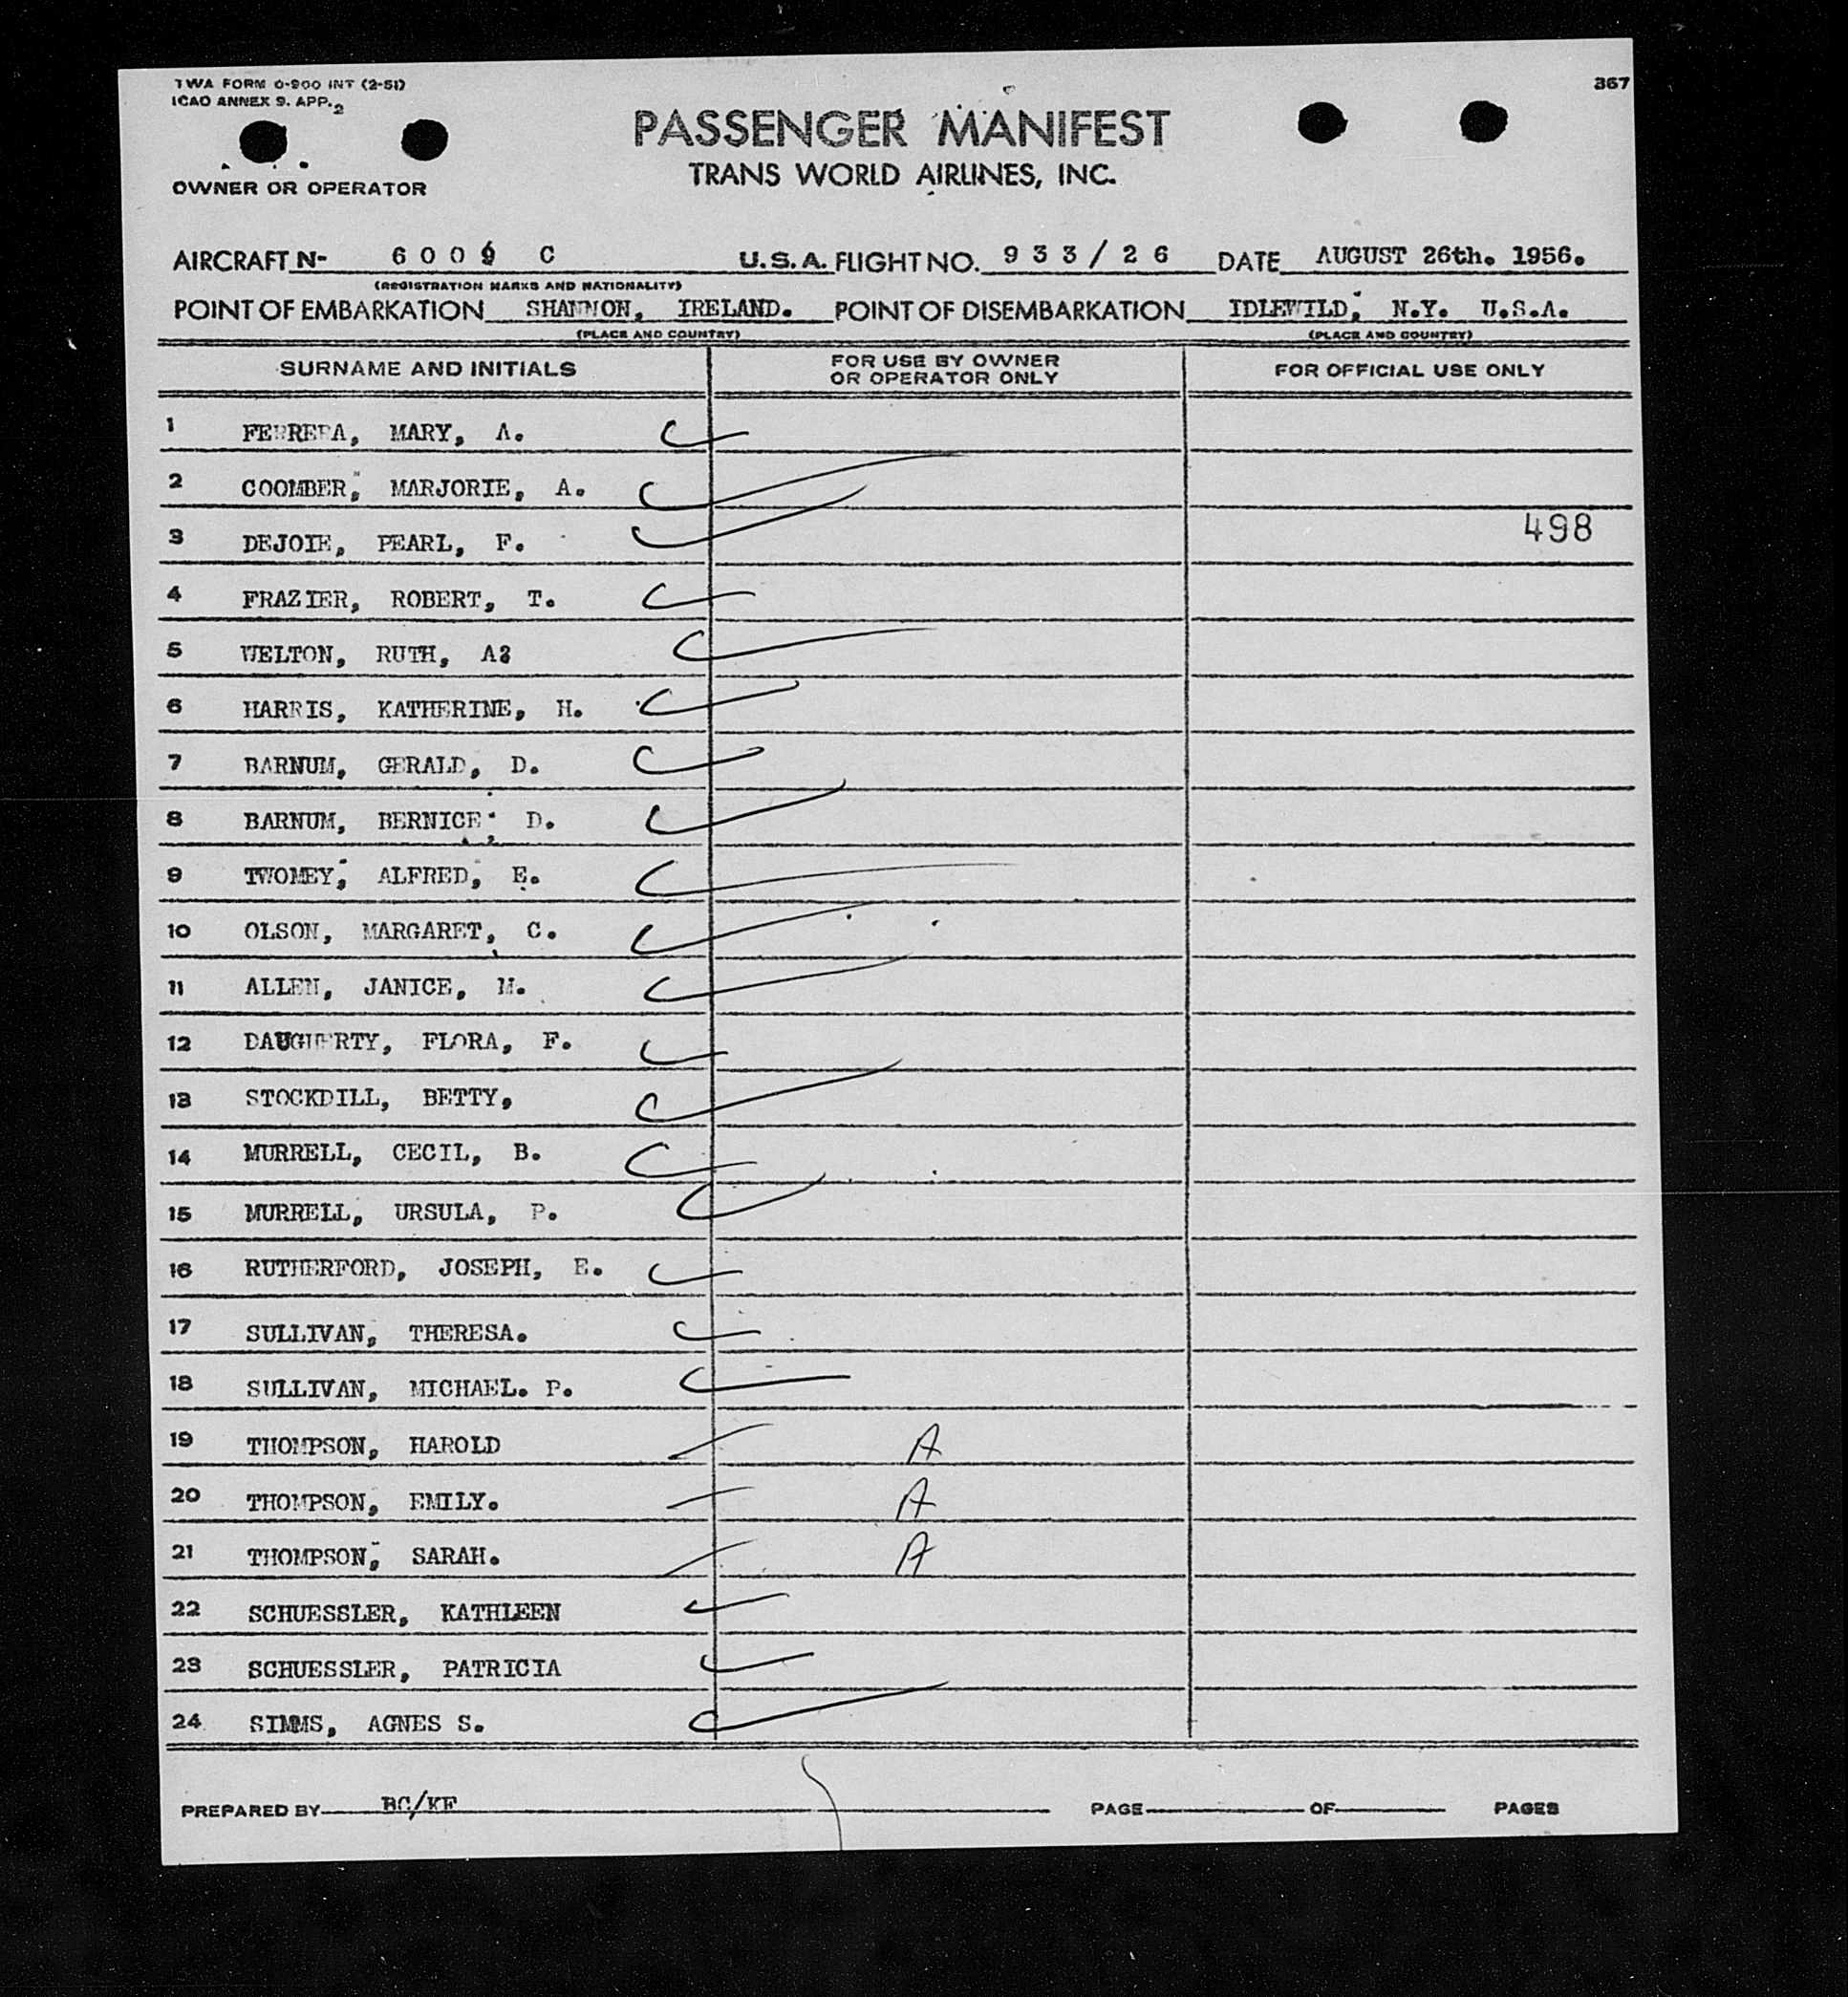 TWA FORM 0-900 INT (2-51)
367
ICAO ANNEX 9. APP. 2
PASSENGER MANIFEST
TRANS WORLD AIRLINES, INC.
OWNER OR OPERATOR
AIRCRAFT N- 6009 C U.S.A. FLIGHT NO. 933/26 DATE AUGUST 26th. 1956.
(REGISTRATION MARKS AND NATIONALITY)
POINT OF EMBARKATION SHANNON, IRELAND. POINT OF DISEMBARKATION IDLEWILD, N.Y. U.S.A.
(PLACE AND COUNTRY) (PLACE AND COUNTRY)
SURNAME AND INITIALS FOR USE BY OWNER OR OPERATOR ONLY FOR OFFICIAL USE ONLY
1 FERRERA, MARY, A.
2 COOMBER, MARJORIE, A.
498
3 DEJOIE, PEARL, F.
4 FRAZIER, ROBERT, T.
5 WELTON, RUTH, A?
6 HARRIS, KATHERINE, H.
7 BARNUM, GERALD, D.
8 BARNUM, BERNICE, D.
9 TWOMEY, ALFRED, E.
10 OLSON, MARGARET, C.
11 ALLEN, JANICE, M.
12 DAUGHERTY, FLORA, F.
13 STOCKDILL, BETTY,
14 MURRELL, CECIL, B.
15 MURRELL, URSULA, P.
16 RUTHERFORD, JOSEPH, E.
17 SULLIVAN, THERESA.
18 SULLIVAN, MICHAEL. P.
19 THOMPSON, HAROLD A
20 THOMPSON, EMILY. A
21 THOMPSON, SARAH. A
22 SCHUESSLER, KATHLEEN
23 SCHUESSLER, PATRICIA
24 SIMMS, AGNES S.
PREPARED BY BC/KF PAGE OF PAGES